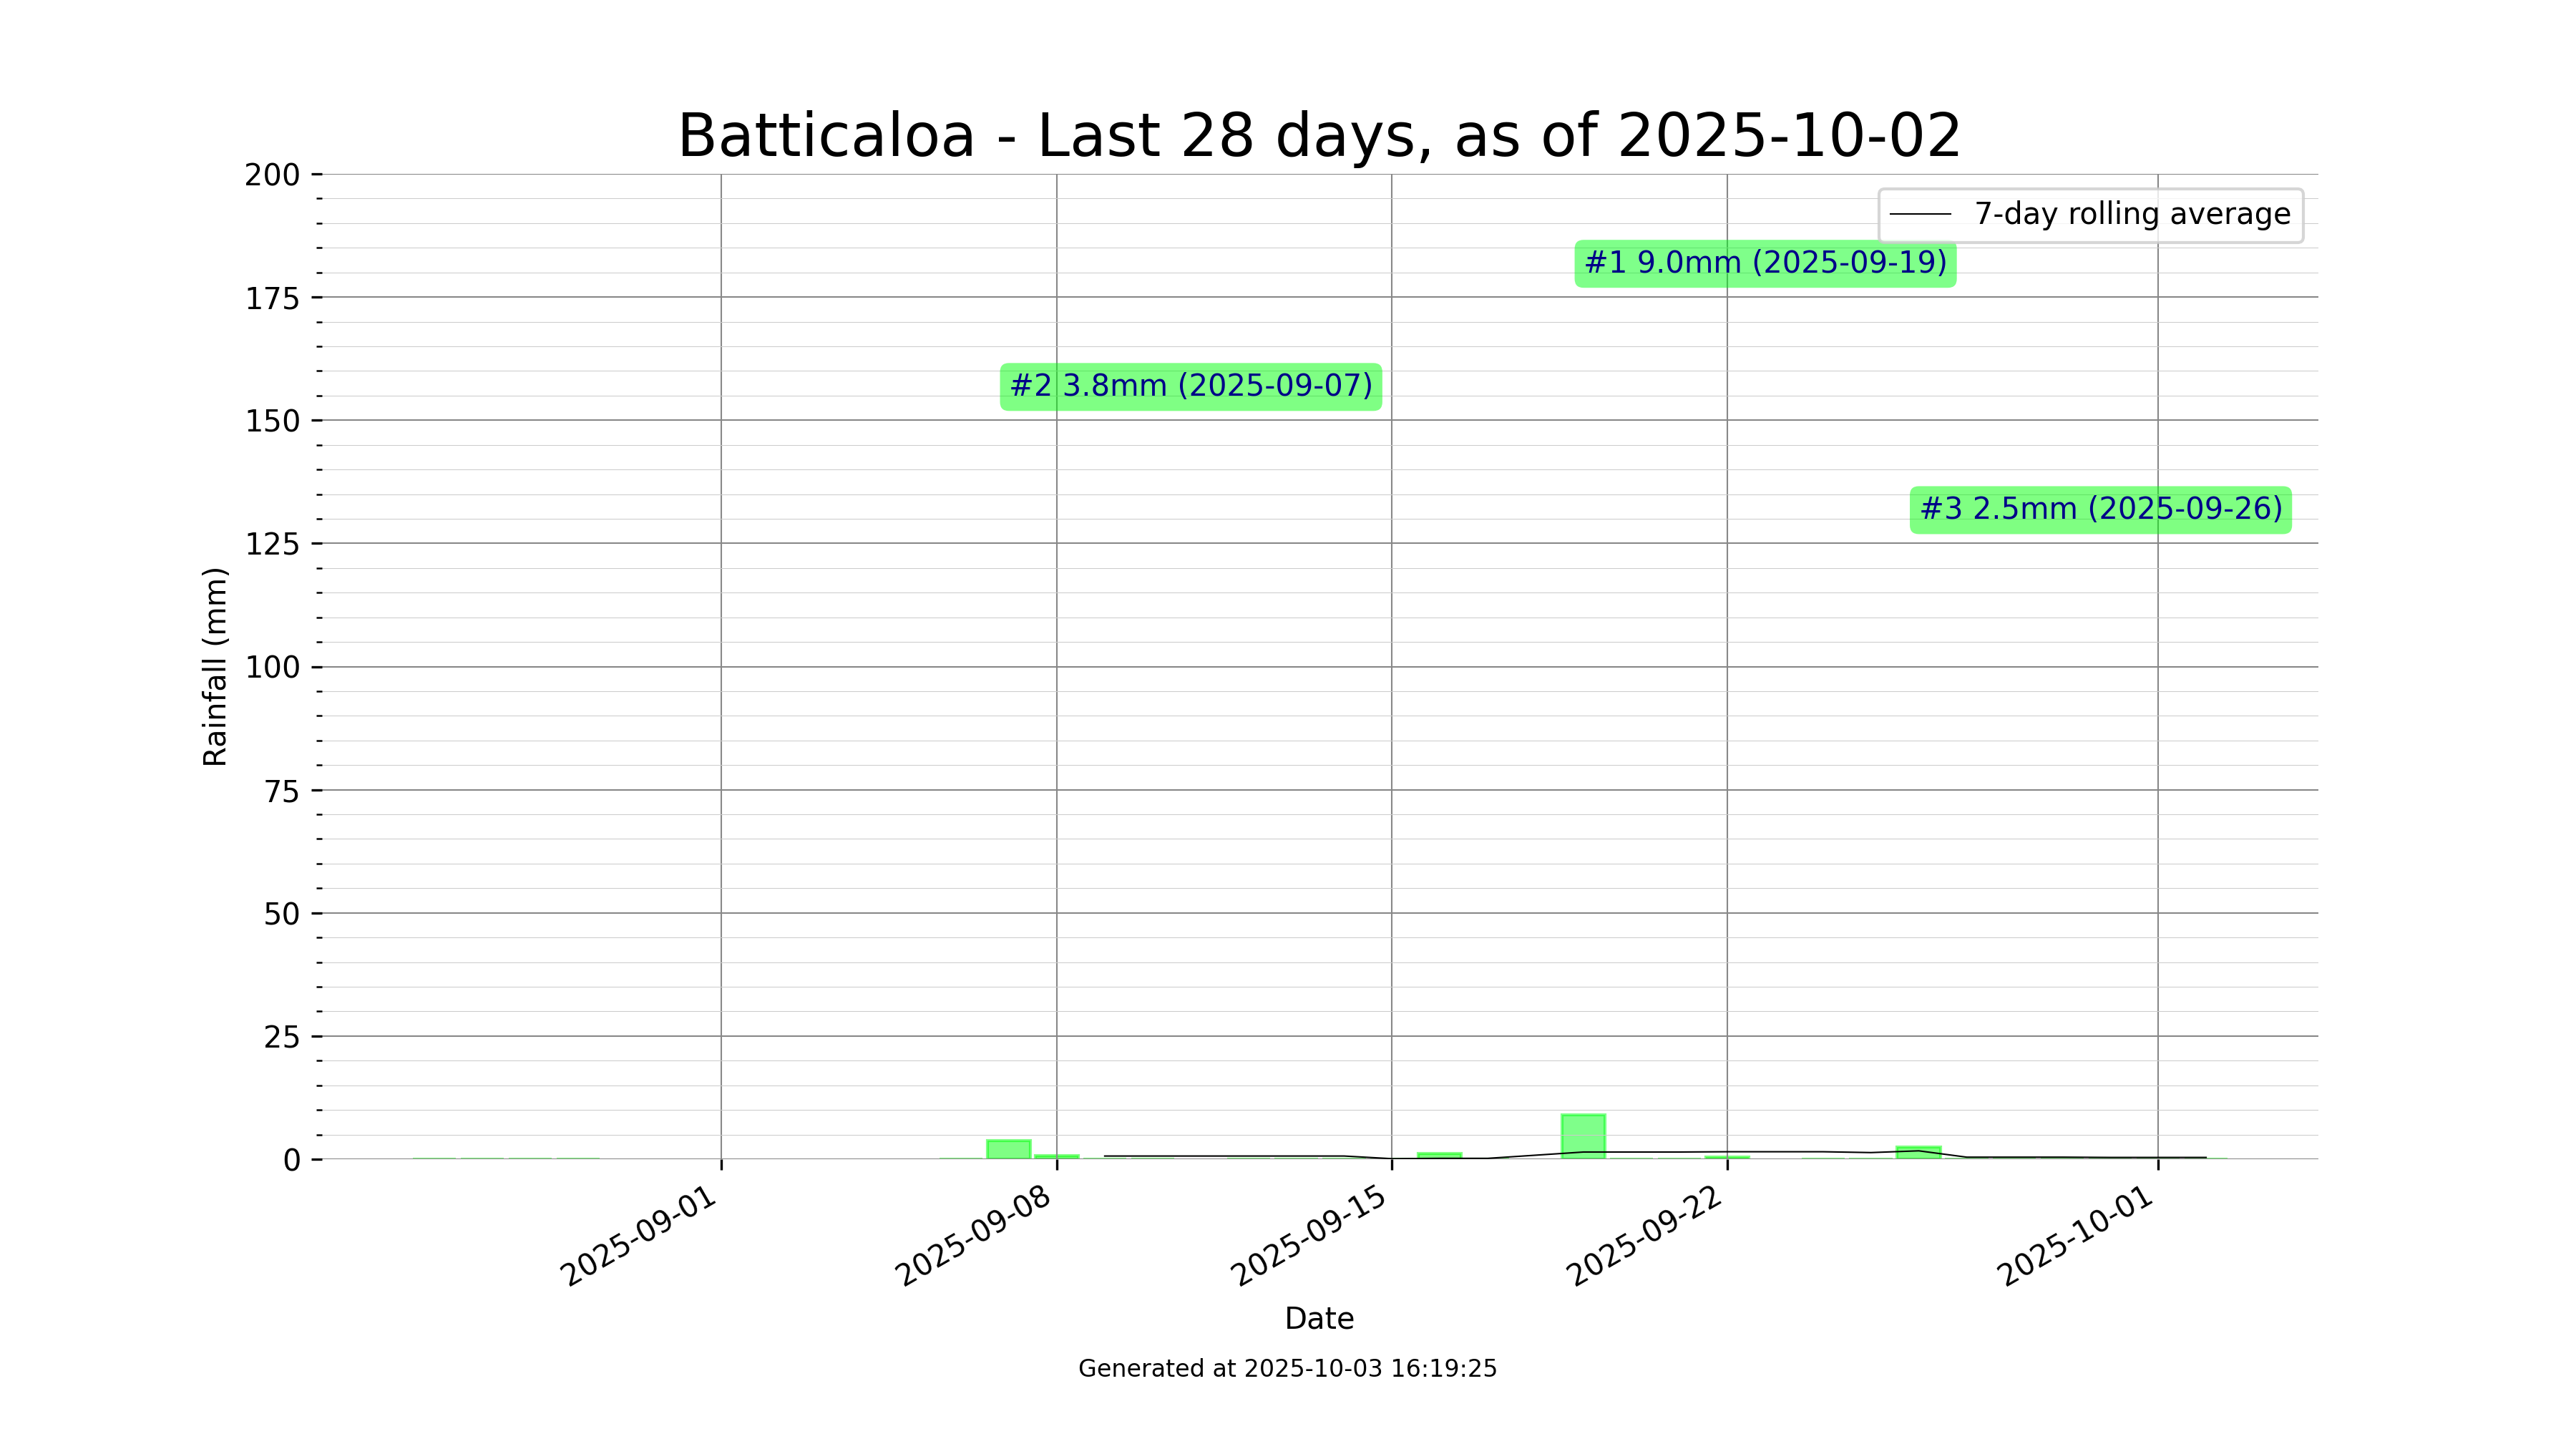 Batticaloa - Last 28 days, as of 2025-10-02
200
175
150
125
100
75
50
25
0
Rainfall (mm)
7-day rolling average
#1 9.0mm (2025-09-19)
#2 3.8mm (2025-09-07)
#3 2.5mm (2025-09-26)
2025-09-01
2025-09-08
2025-09-15
2025-09-22
2025-10-01
Date
Generated at 2025-10-03 16:19:25